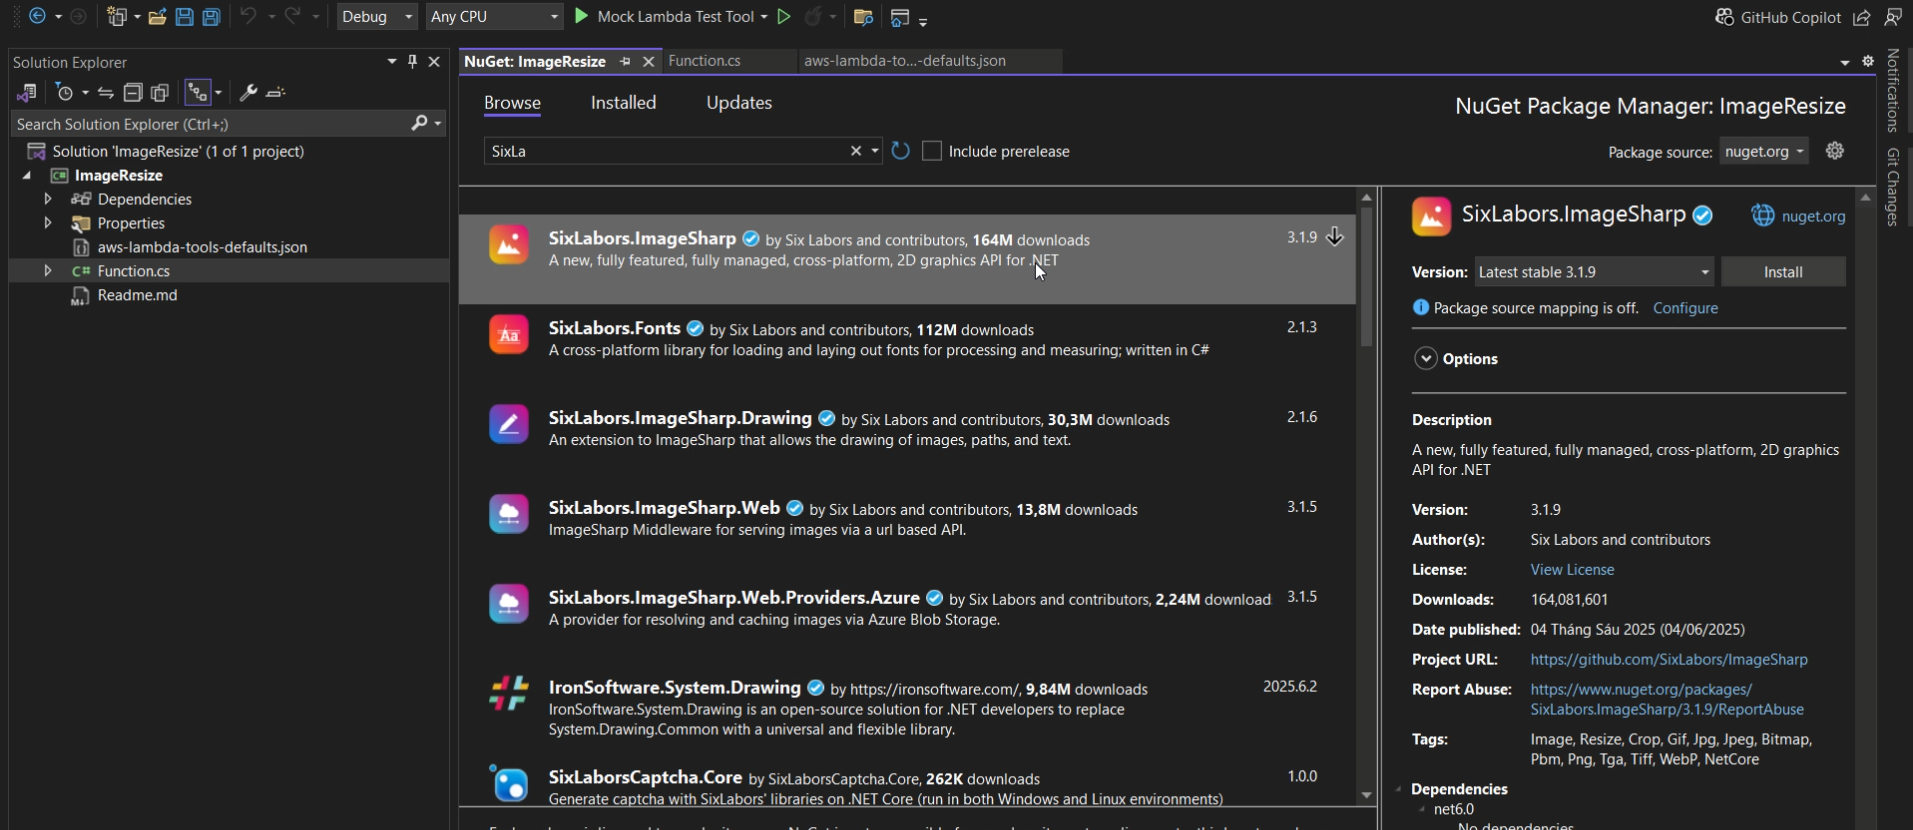 Debug
Any CPU
Mock Lambda Test Tool
GitHub Copilot
Solution Explorer
Search Solution Explorer (Ctrl+;)
Solution 'ImageResize' (1 of 1 project)
ImageResize
Dependencies
Properties
aws-lambda-tools-defaults.json
C# Function.cs
Readme.md
NuGet: ImageResize
Function.cs
aws-lambda-to...-defaults.json
Browse
Installed
Updates
NuGet Package Manager: ImageResize
SixLa
Include prerelease
Package source: nuget.org
SixLabors.ImageSharp by Six Labors and contributors, 164M downloads
3.1.9
A new, fully featured, fully managed, cross-platform, 2D graphics API for .NET
Aa
SixLabors.Fonts by Six Labors and contributors, 112M downloads
2.1.3
A cross-platform library for loading and laying out fonts for processing and measuring; written in C#
SixLabors.ImageSharp.Drawing by Six Labors and contributors, 30,3M downloads
2.1.6
An extension to ImageSharp that allows the drawing of images, paths, and text.
SixLabors.ImageSharp.Web by Six Labors and contributors, 13,8M downloads
3.1.5
ImageSharp Middleware for serving images via a url based API.
SixLabors.ImageSharp.Web.Providers.Azure by Six Labors and contributors, 2,24M download
3.1.5
A provider for resolving and caching images via Azure Blob Storage.
IronSoftware.System.Drawing by https://ironsoftware.com/, 9,84M downloads
2025.6.2
IronSoftware.System.Drawing is an open-source solution for .NET developers to replace
System.Drawing.Common with a universal and flexible library.
SixLaborsCaptcha.Core by SixLaborsCaptcha.Core, 262K downloads
1.0.0
Generate captcha with SixLabors' libraries on .NET Core (run in both Windows and Linux environments)
SixLabors.ImageSharp
nuget.org
Version: Latest stable 3.1.9
Install
Package source mapping is off. Configure
Options
Description
A new, fully featured, fully managed, cross-platform, 2D graphics
API for .NET
Version: 3.1.9
Author(s): Six Labors and contributors
License: View License
Downloads: 164,081,601
Date published: 04 Tháng Sáu 2025 (04/06/2025)
Project URL: https://github.com/SixLabors/ImageSharp
Report Abuse: https://www.nuget.org/packages/
SixLabors.ImageSharp/3.1.9/ReportAbuse
Tags: Image, Resize, Crop, Gif, Jpg, Jpeg, Bitmap,
Pbm, Png, Tga, Tiff, WebP, NetCore
Dependencies
net6.0
No dependencies
Notifications
Git Changes